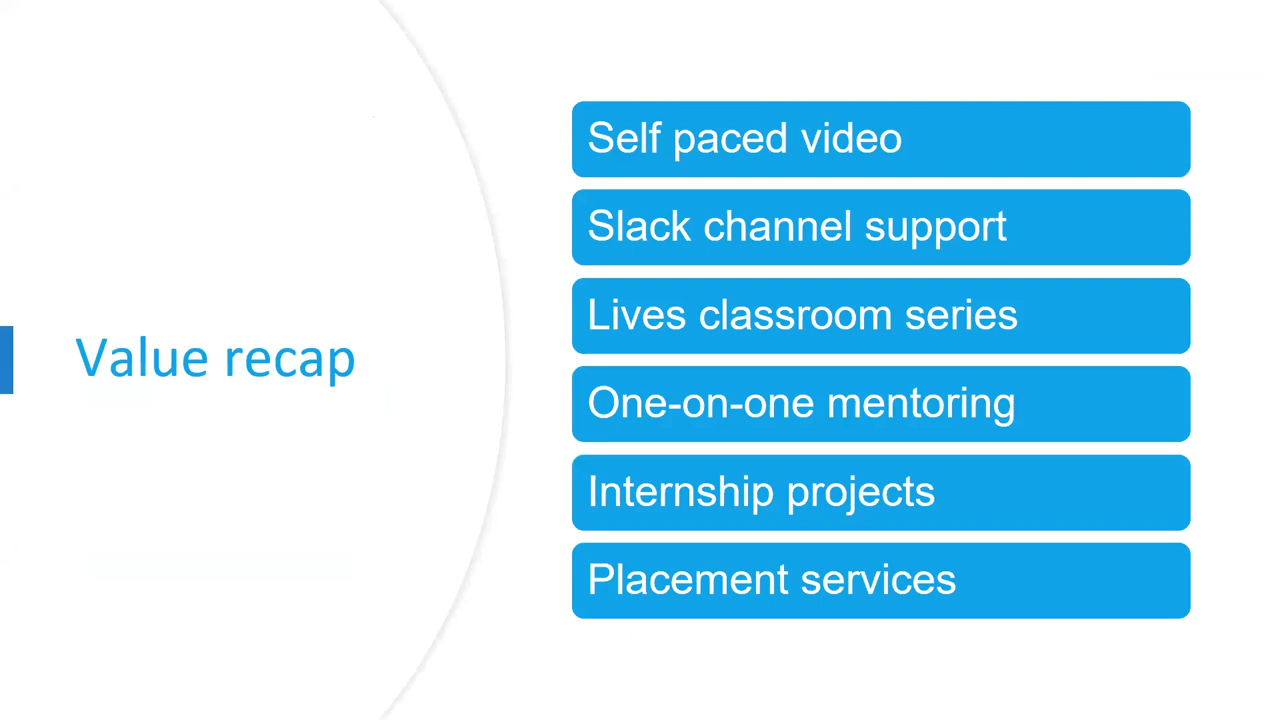 Value recap
Self paced video
Slack channel support
Lives classroom series
One-on-one mentoring
Internship projects
Placement services